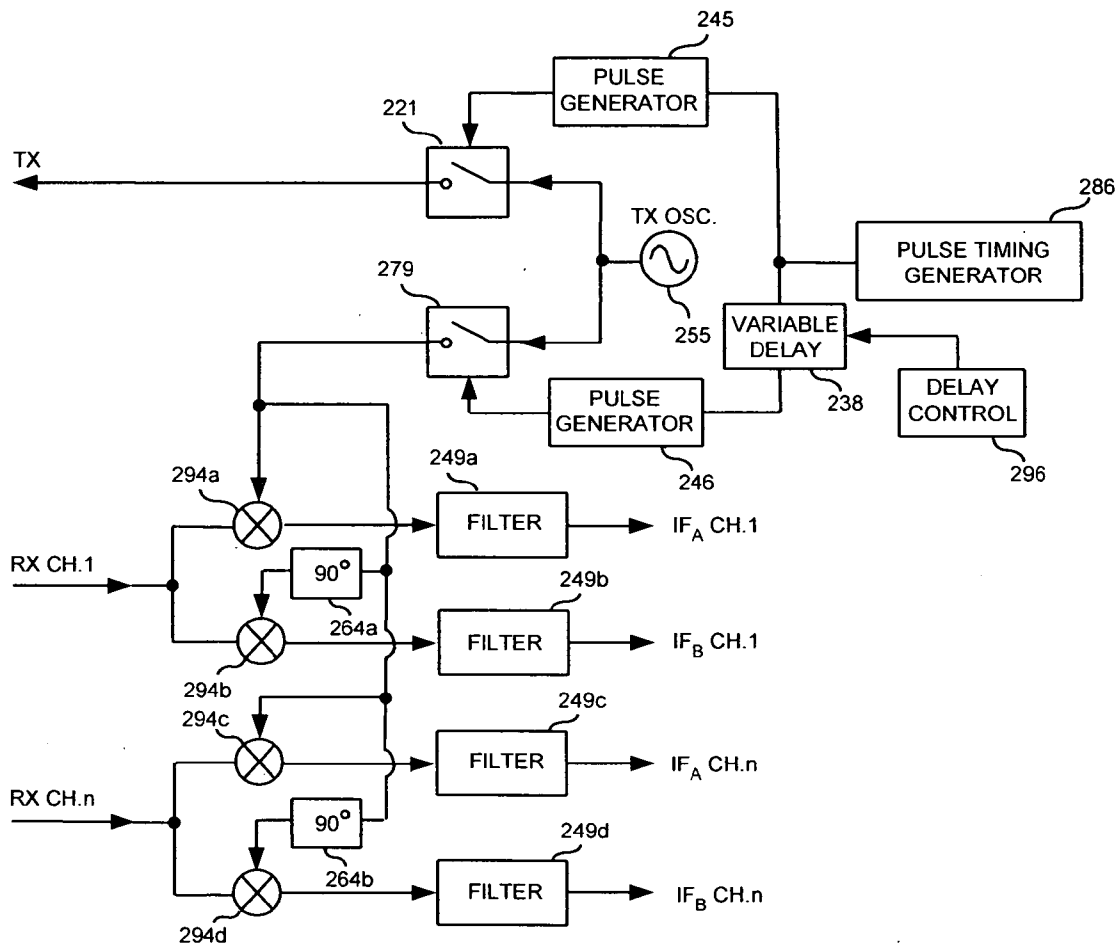 245
PULSE
GENERATOR
221
TX
286
TX OSC.
PULSE TIMING
GENERATOR
279
255
VARIABLE
DELAY
238
PULSE
GENERATOR
246
DELAY
CONTROL
296
294a
249a
FILTER
IF_A CH.1
RX CH.1
90°
264a
249b
FILTER
IF_B CH.1
294b
294c
249c
FILTER
IF_A CH.n
RX CH.n
90°
264b
249d
FILTER
IF_B CH.n
294d